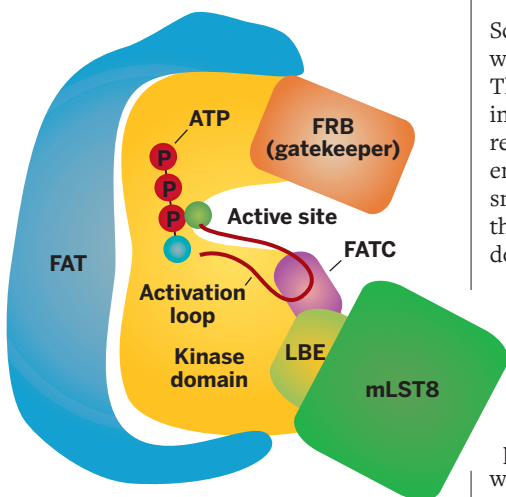 ATP
FRB
(gatekeeper)
P
P
P
Active site
FAT
FATC
Activation
loop
Kinase
domain
LBE
mLST8